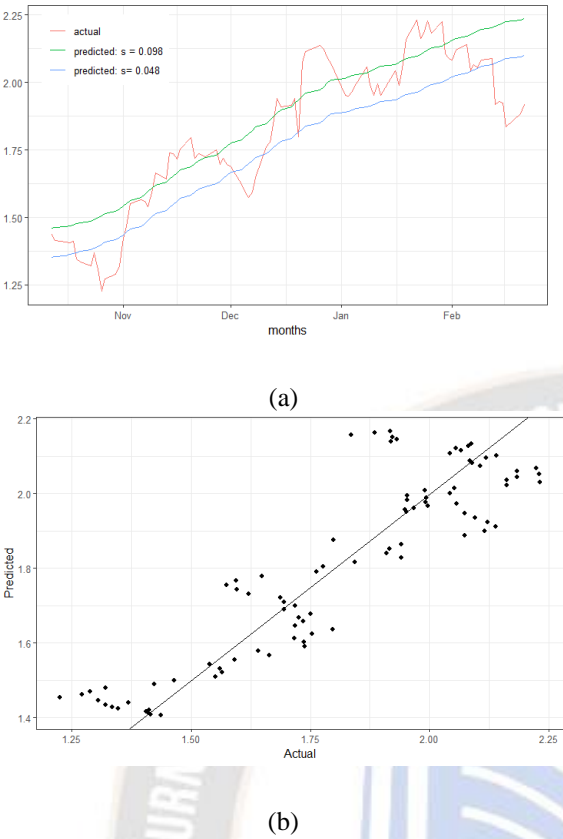 2.25
2.00
1.75
1.50
1.25
actual
predicted: s = 0.098
predicted: s= 0.048
Nov Dec Jan Feb
months
(a)
2.2
2.0
1.8
1.6
1.4
Predicted
1.25 1.50 1.75 2.00 2.25
Actual
(b)